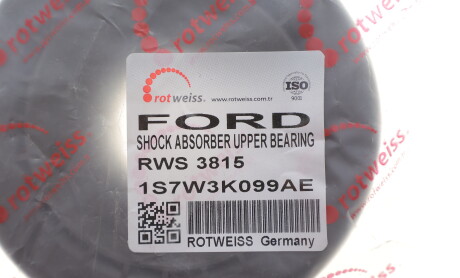 rotweiss
rotweiss
www.rotweiss.com.tr
ISO
9001
FORD
SHOCK ABSORBER UPPER BEARING
RWS 3815
1S7W3K099AE
ROTWEISS Germany
rotweiss
rotweiss